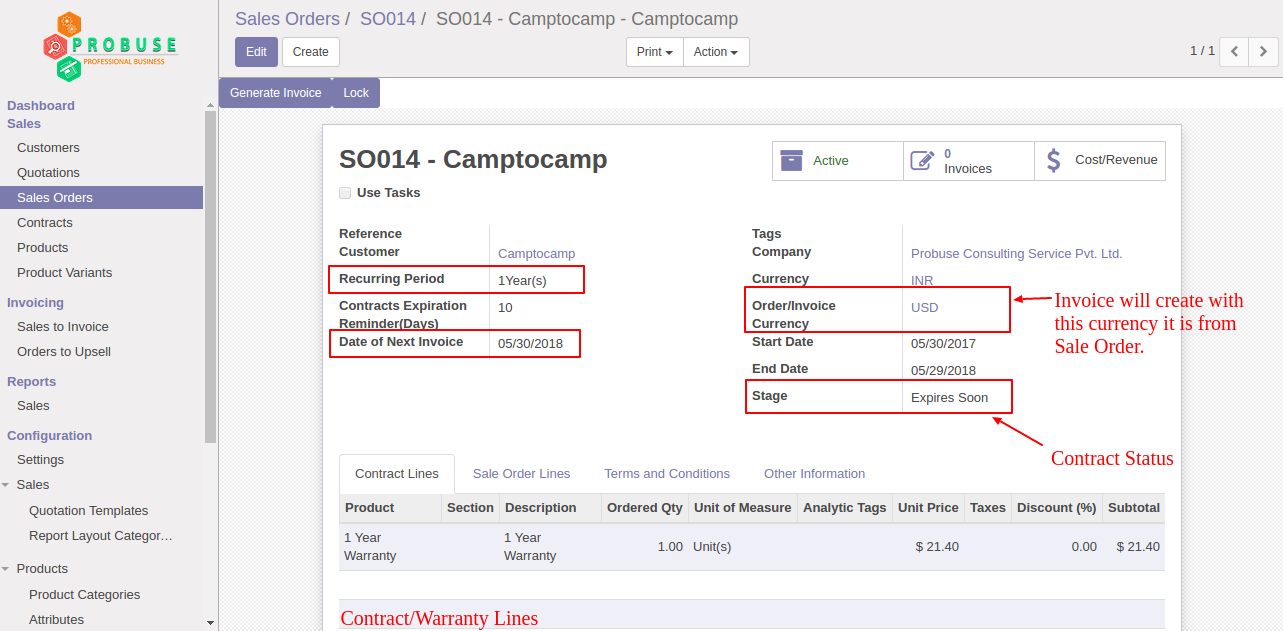 PROBUSE
PROFESSIONAL BUSINESS
Dashboard
Sales
Customers
Quotations
Sales Orders
Contracts
Products
Product Variants
Invoicing
Sales to Invoice
Orders to Upsell
Reports
Sales
Configuration
Settings
Sales
Quotation Templates
Report Layout Categor...
Products
Product Categories
Attributes
Sales Orders / SO014 / SO014 - Camptocamp - Camptocamp
Edit Create Print Action 1 / 1
Generate Invoice Lock
SO014 - Camptocamp
Active
0
Invoices
Cost/Revenue
Use Tasks
Reference
Customer Camptocamp
Recurring Period 1Year(s)
Contracts Expiration
Reminder(Days) 10
Date of Next Invoice 05/30/2018
Tags
Company Probuse Consulting Service Pvt. Ltd.
Currency INR
Order/Invoice
Currency USD
Start Date 05/30/2017
End Date 05/29/2018
Stage Expires Soon
Invoice will create with
this currency it is from
Sale Order.
Contract Status
Contract Lines Sale Order Lines Terms and Conditions Other Information
Product Section Description Ordered Qty Unit of Measure Analytic Tags Unit Price Taxes Discount (%) Subtotal
1 Year
Warranty
1 Year
Warranty
1.00 Unit(s) $ 21.40 0.00 $ 21.40
Contract/Warranty Lines